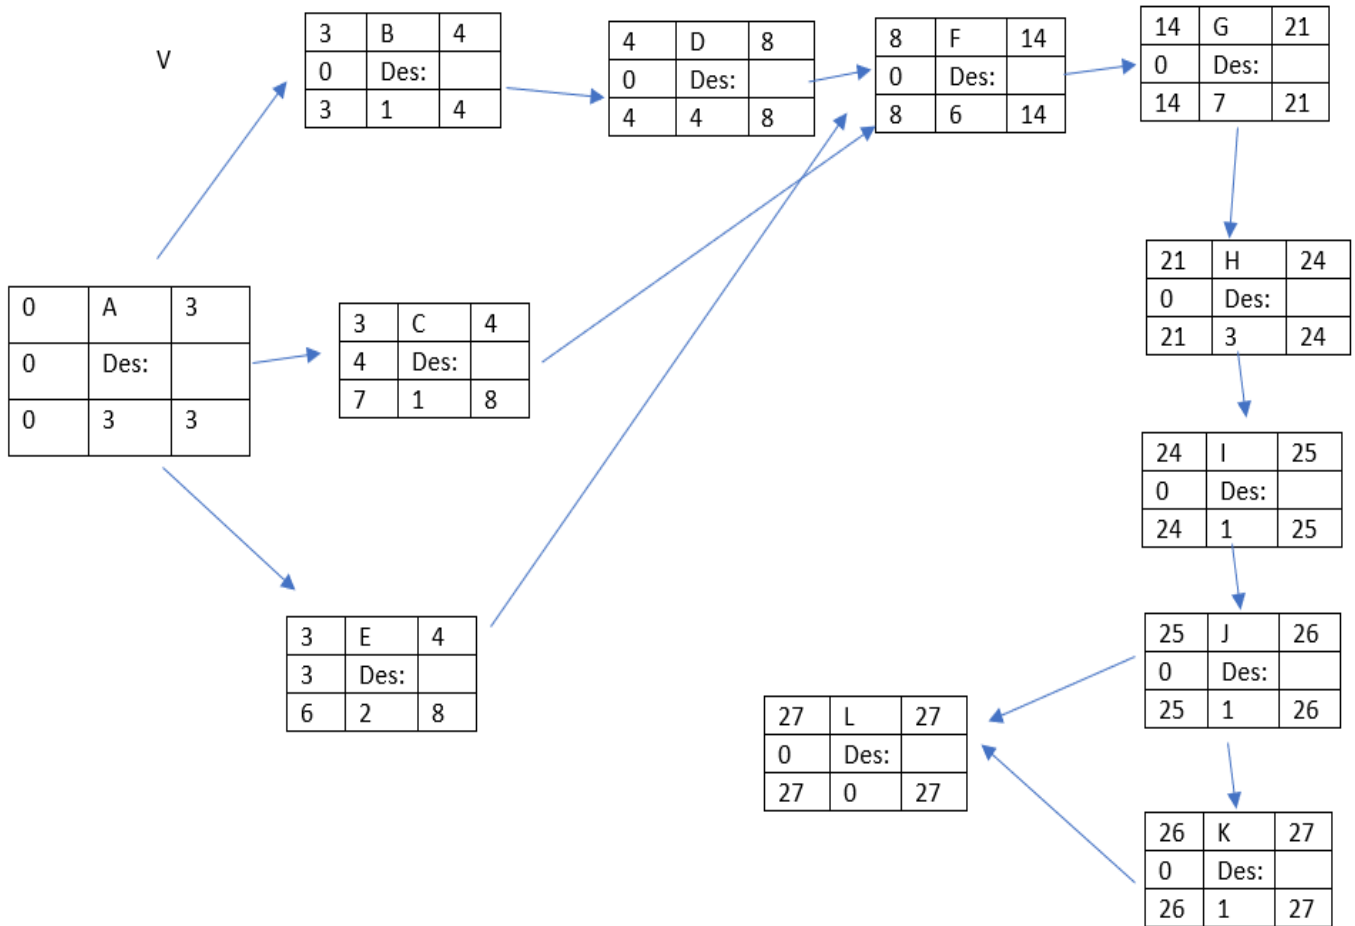 V
3 B 4
0 Des:
3 1 4
4 D 8
0 Des:
4 4 8
8 F 14
0 Des:
8 6 14
14 G 21
0 Des:
14 7 21
0 A 3
0 Des:
0 3 3
3 C 4
4 Des:
7 1 8
21 H 24
0 Des:
21 3 24
24 I 25
0 Des:
24 1 25
3 E 4
3 Des:
6 2 8
25 J 26
0 Des:
25 1 26
27 L 27
0 Des:
27 0 27
26 K 27
0 Des:
26 1 27